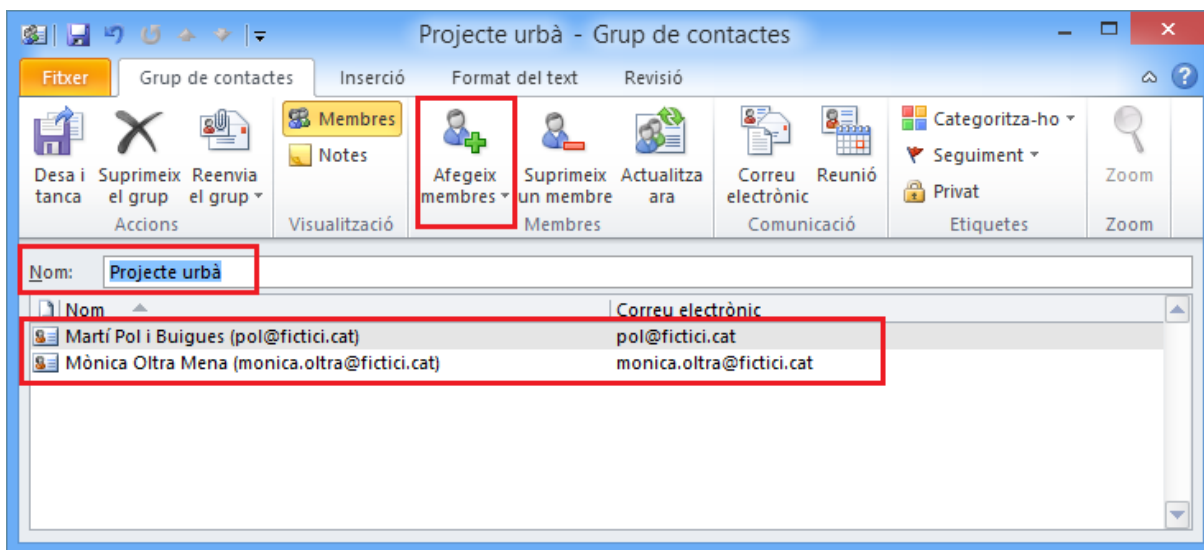 Projecte urbà - Grup de contactes
Fitxer Grup de contactes Inserció Format del text Revisió
Membres Categoritza-ho
Notes Seguiment
Desa i Suprimeix Reenvia Afegeix Suprimeix Actualitza Correu Reunió Zoom
tanca el grup el grup membres un membre ara electrònic Privat
Accions Visualització Membres Comunicació Etiquetes Zoom
Nom: Projecte urbà
Nom Correu electrònic
Martí Pol i Buigues (pol@fictici.cat) pol@fictici.cat
Mònica Oltra Mena (monica.oltra@fictici.cat) monica.oltra@fictici.cat